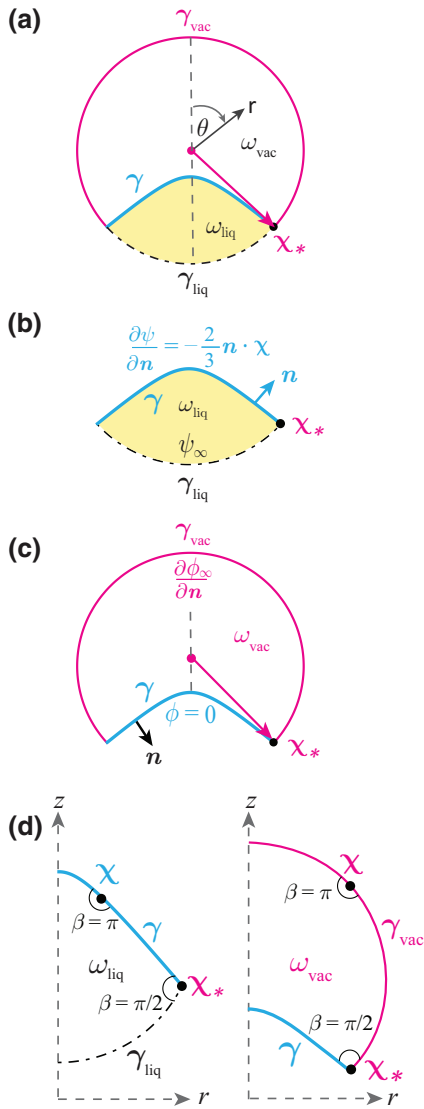 (a)
γvac
r
θ
ωvac
γ
ωliq
χ*
γliq
(b)
∂ψ/∂n = −2/3 n · χ
n
γ
ωliq
χ*
ψ∞
γliq
(c)
γvac
∂ϕ∞/∂n
ωvac
γ
ϕ = 0
n
χ*
(d)
z z
χ χ
γ β = π γvac
β = π
ωliq χ* ωvac
β = π/2 β = π/2
γliq γ χ*
r r